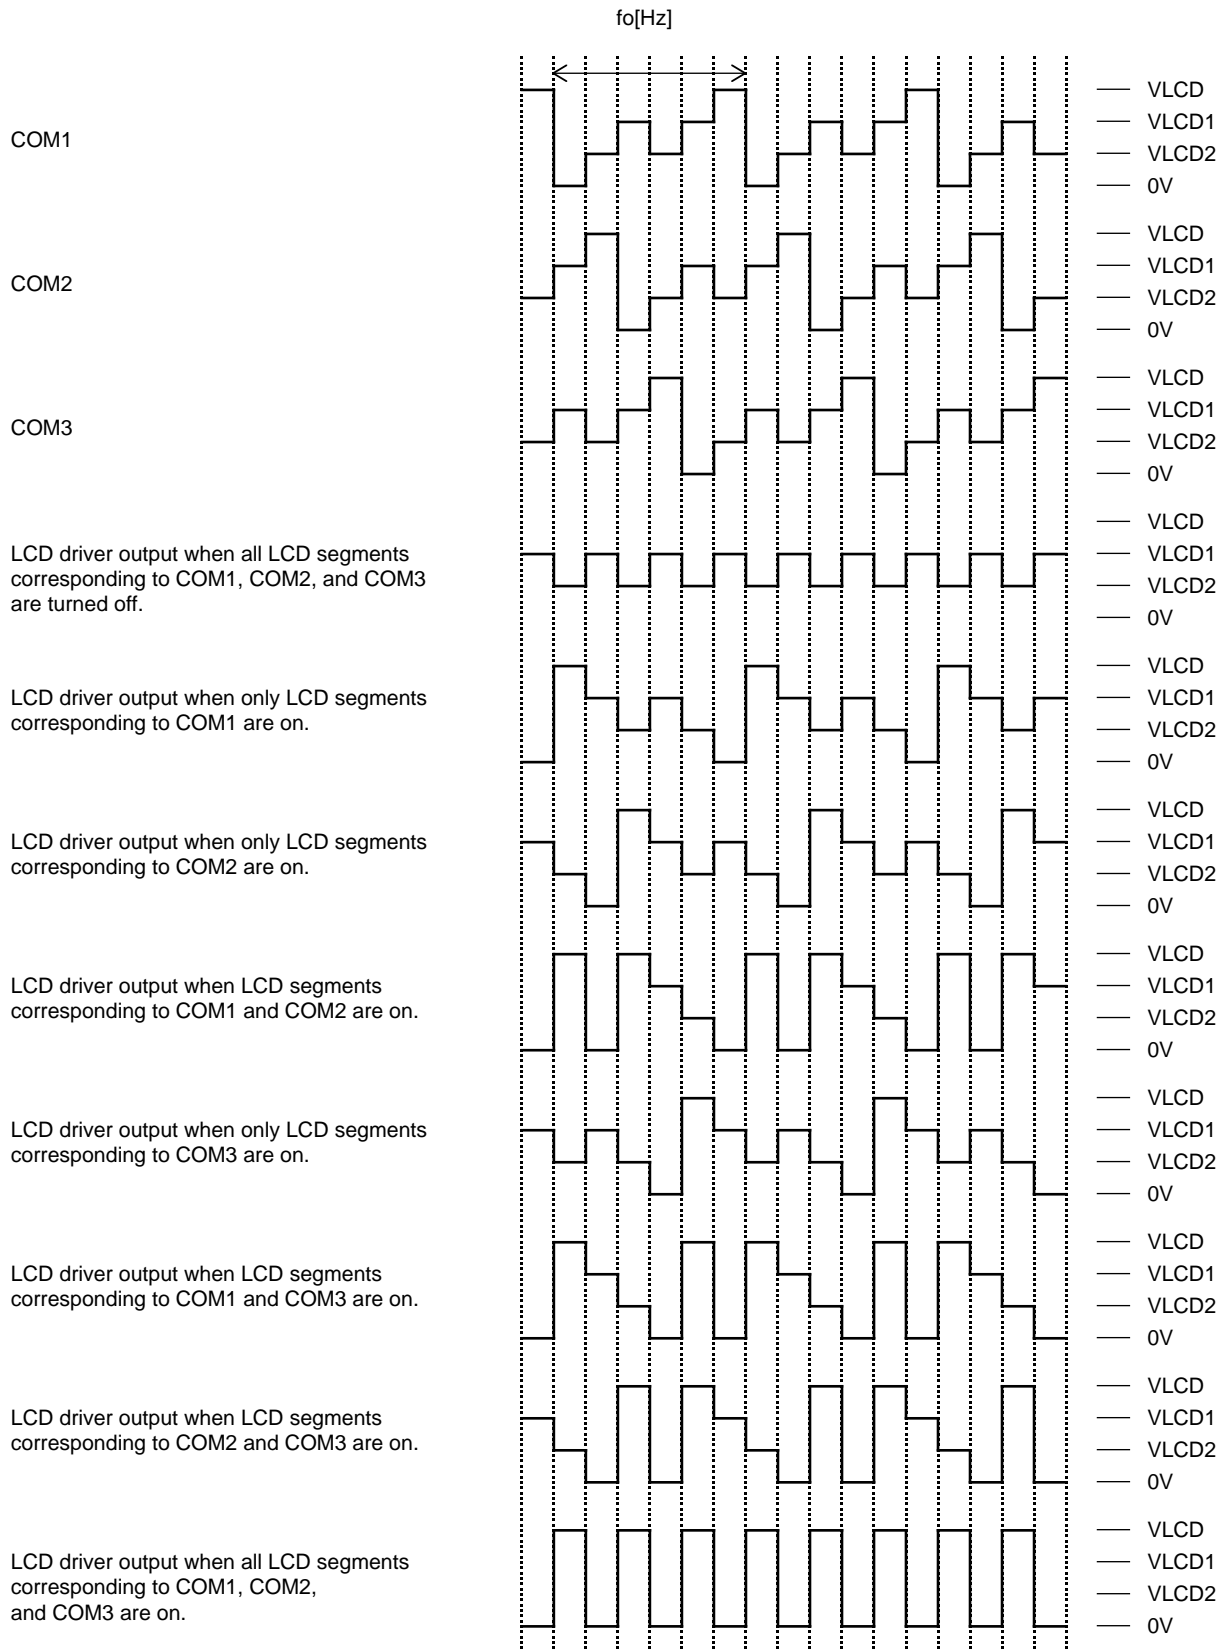 fo[Hz]
COM1
VLCD
VLCD1
VLCD2
0V
COM2
VLCD
VLCD1
VLCD2
0V
COM3
VLCD
VLCD1
VLCD2
0V
LCD driver output when all LCD segments
corresponding to COM1, COM2, and COM3
are turned off.
VLCD
VLCD1
VLCD2
0V
LCD driver output when only LCD segments
corresponding to COM1 are on.
VLCD
VLCD1
VLCD2
0V
LCD driver output when only LCD segments
corresponding to COM2 are on.
VLCD
VLCD1
VLCD2
0V
LCD driver output when LCD segments
corresponding to COM1 and COM2 are on.
VLCD
VLCD1
VLCD2
0V
LCD driver output when only LCD segments
corresponding to COM3 are on.
VLCD
VLCD1
VLCD2
0V
LCD driver output when LCD segments
corresponding to COM1 and COM3 are on.
VLCD
VLCD1
VLCD2
0V
LCD driver output when LCD segments
corresponding to COM2 and COM3 are on.
VLCD
VLCD1
VLCD2
0V
LCD driver output when all LCD segments
corresponding to COM1, COM2,
and COM3 are on.
VLCD
VLCD1
VLCD2
0V